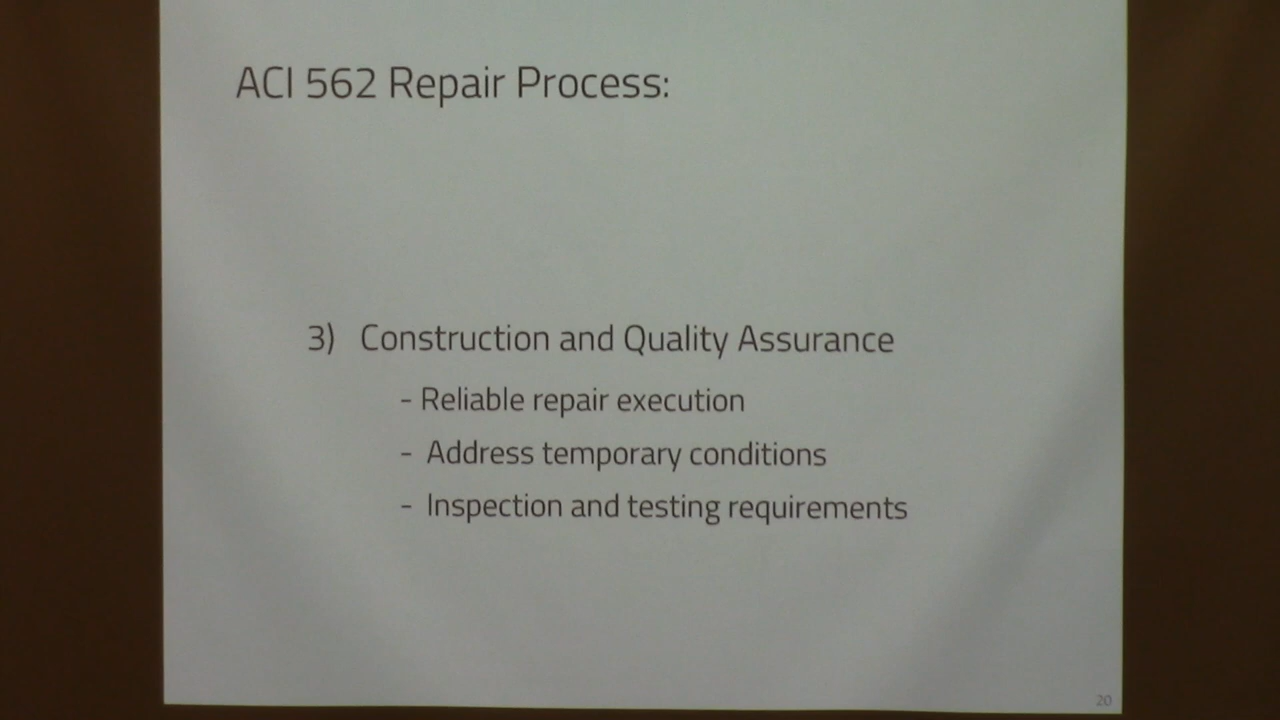 ACI 562 Repair Process:
3) Construction and Quality Assurance
- Reliable repair execution
- Address temporary conditions
- Inspection and testing requirements
20